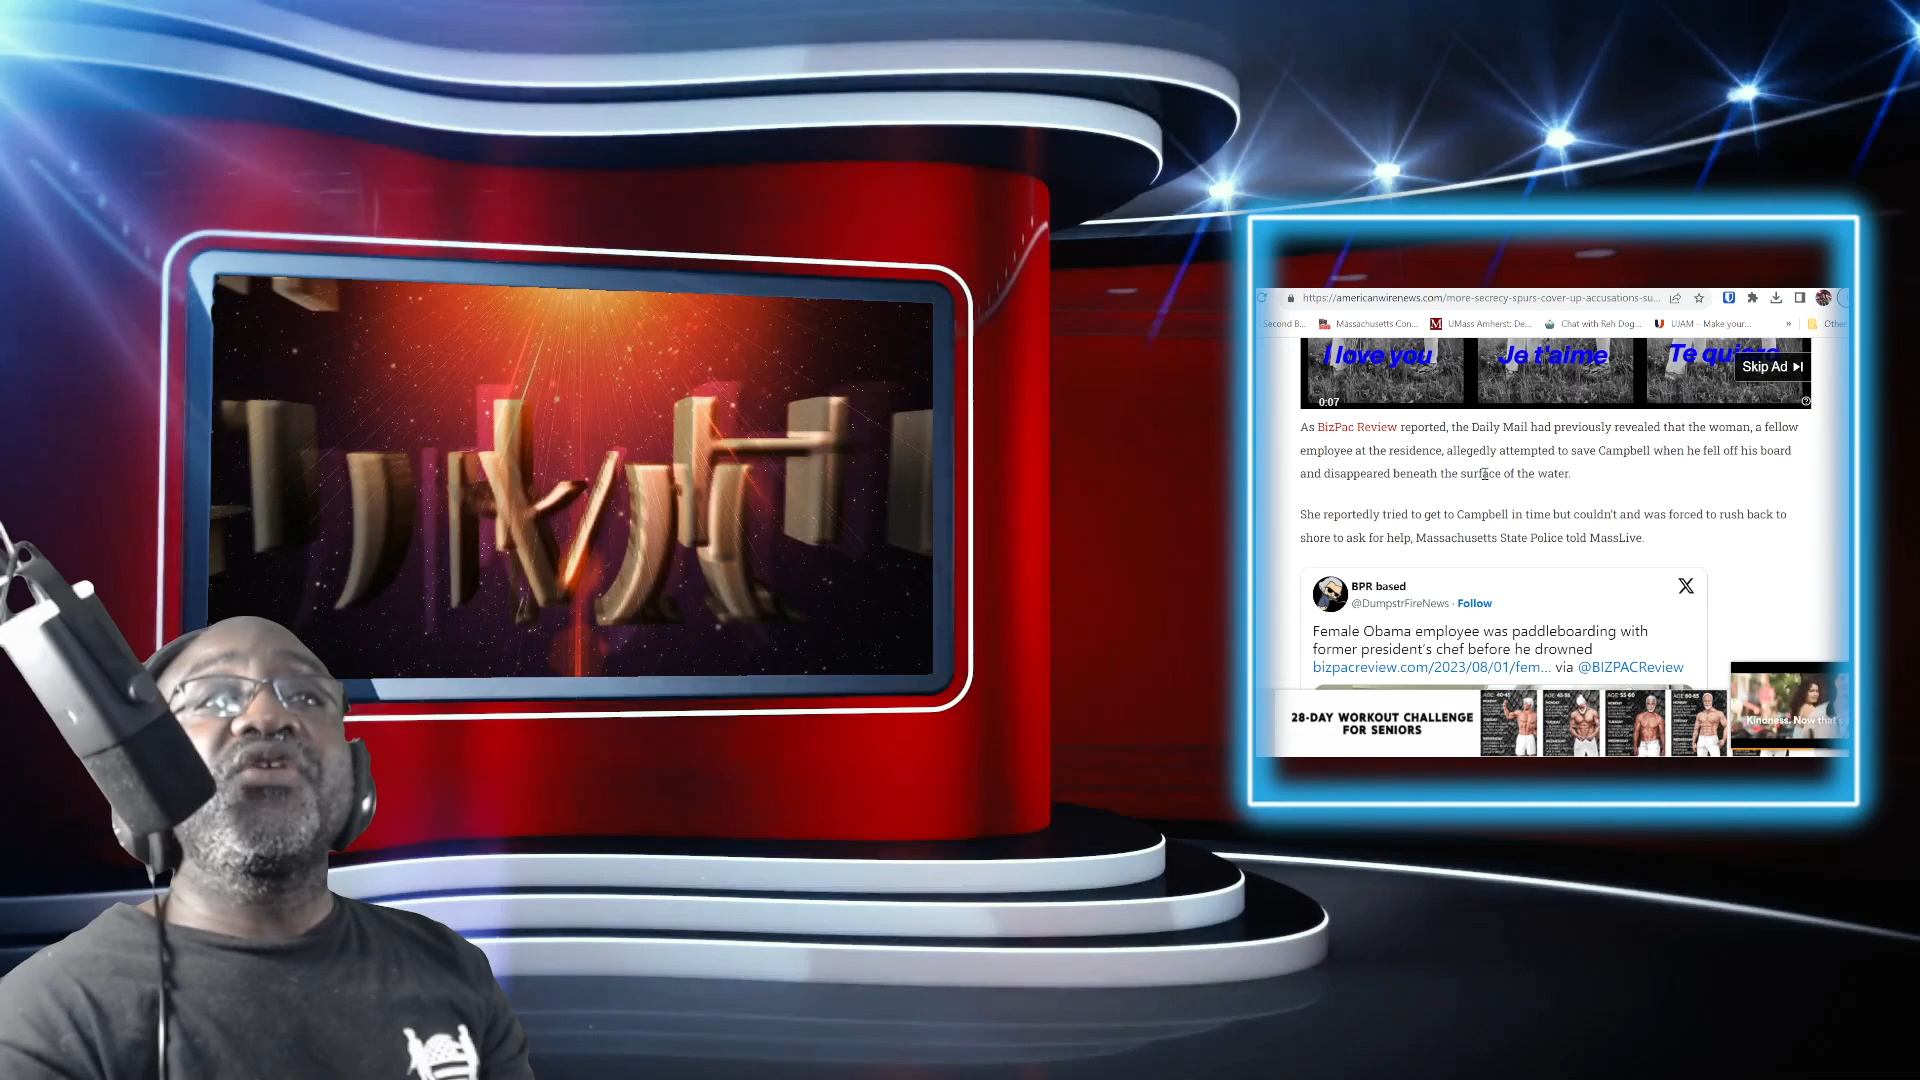 https://americanwirenews.com/more-secrecy-spurs-cover-up-accusations-su...
Second B... Massachusetts Con... UMass Amherst: De... Chat with Reh Dog... UJAM – Make your... » Other
I love you Je t'aime Te quiero
Skip Ad
0:07
As BizPac Review reported, the Daily Mail had previously revealed that the woman, a fellow
employee at the residence, allegedly attempted to save Campbell when he fell off his board
and disappeared beneath the surface of the water.
She reportedly tried to get to Campbell in time but couldn't and was forced to rush back to
shore to ask for help, Massachusetts State Police told MassLive.
BPR based
@DumpstrFireNews · Follow
Female Obama employee was paddleboarding with
former president's chef before he drowned
bizpacreview.com/2023/08/01/fem... via @BIZPACReview
28-DAY WORKOUT CHALLENGE
FOR SENIORS
Kindness. Now that's